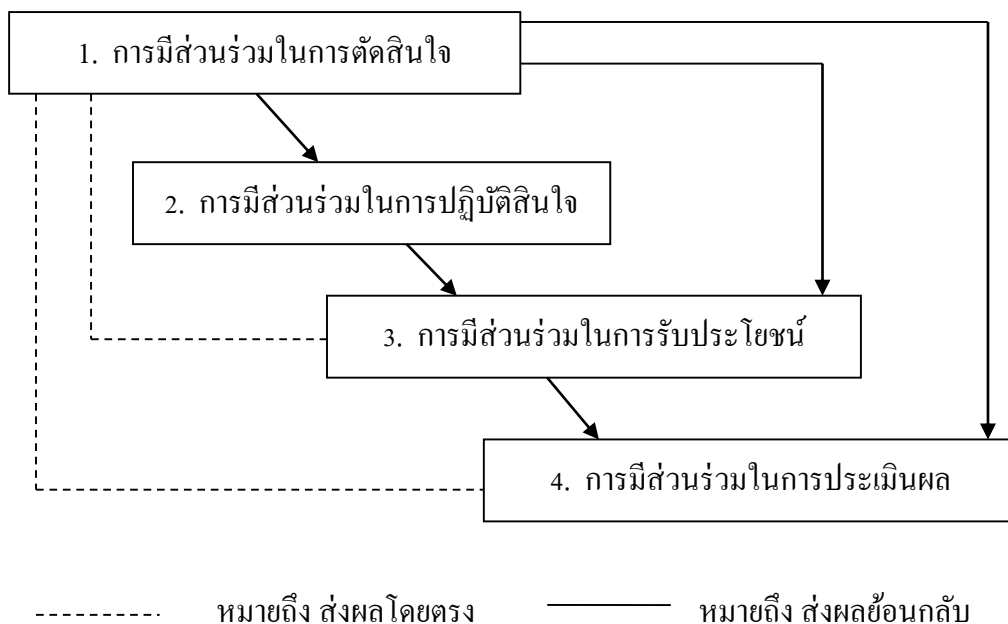 1. การมีส่วนร่วมในการตัดสินใจ
2. การมีส่วนร่วมในการปฏิบัติสินใจ
3. การมีส่วนร่วมในการรับประโยชน์
4. การมีส่วนร่วมในการประเมินผล
หมายถึง ส่งผลโดยตรง หมายถึง ส่งผลย้อนกลับ